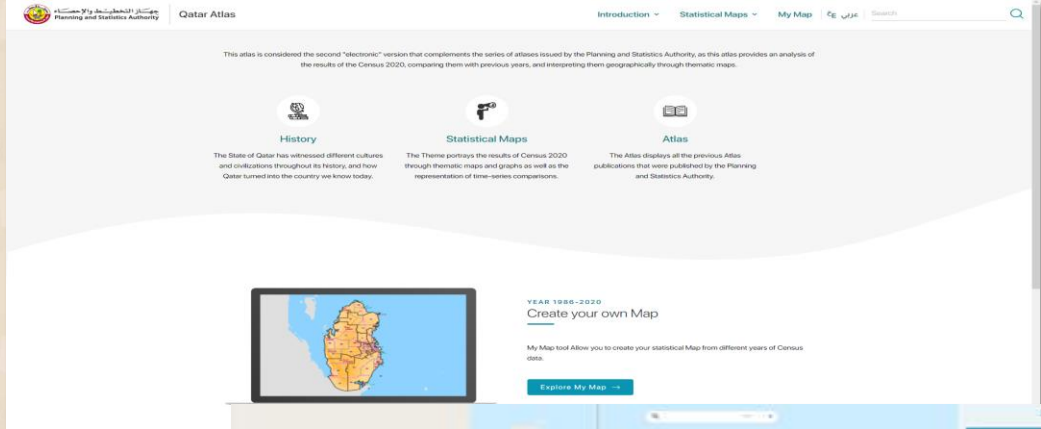 جهاز التخطيط والإحصاء
Planning and Statistics Authority
Qatar Atlas
Introduction
Statistical Maps
My Map
عربي
Search
This atlas is considered the second "electronic" version that complements the series of atlases issued by the Planning and Statistics Authority, as this atlas provides an analysis of
the results of the Census 2020, comparing them with previous years, and interpreting them geographically through thematic maps.
History
The State of Qatar has witnessed different cultures
and civilizations throughout its history, and how
Qatar turned into the country we know today.
Statistical Maps
The Theme portrays the results of Census 2020
through thematic maps and graphs as well as the
representation of time-series comparisons.
Atlas
The Atlas displays all the previous Atlas
publications that were published by the Planning
and Statistics Authority.
YEAR 1986-2020
Create your own Map
My Map tool Allow you to create your statistical Map from different years of Census
data.
Explore My Map →